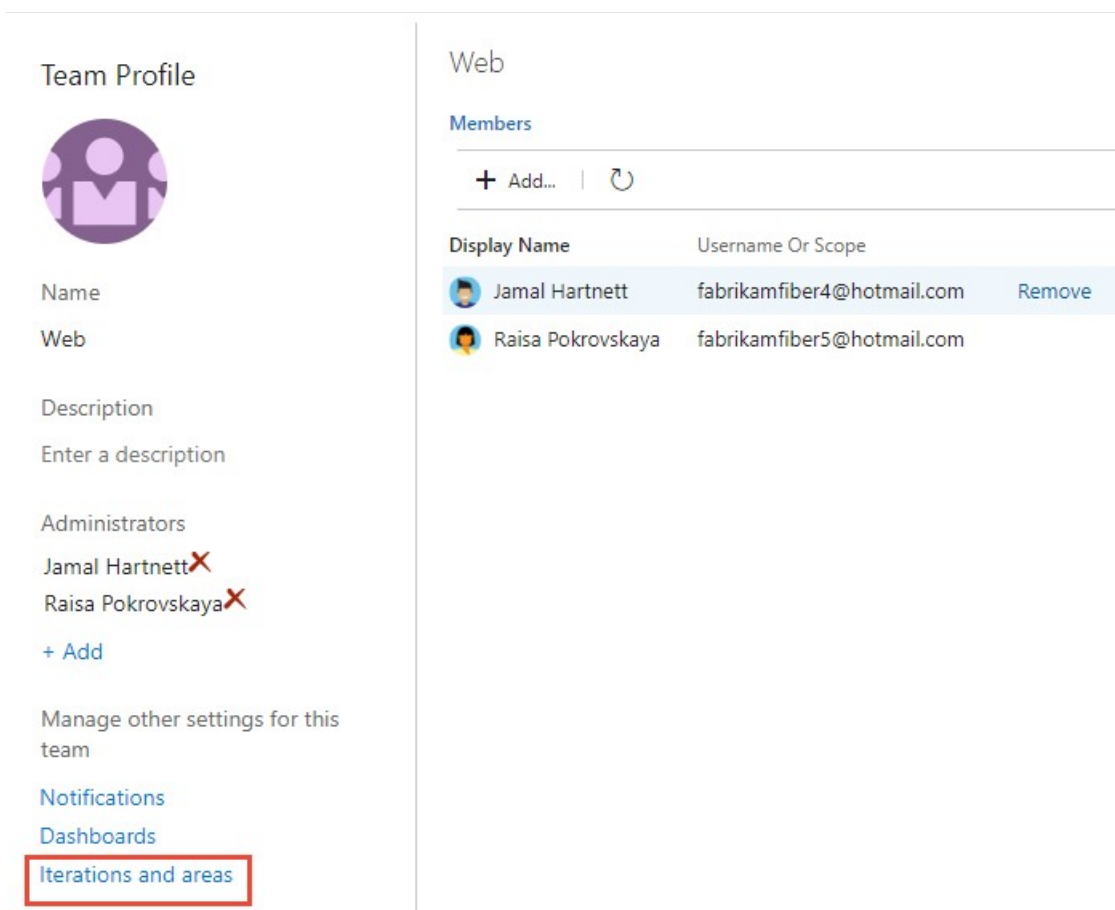 Team Profile
Name
Web
Description
Enter a description
Administrators
Jamal Hartnett
Raisa Pokrovskaya
+ Add
Manage other settings for this
team
Notifications
Dashboards
Iterations and areas
Web
Members
+ Add...
Display Name Username Or Scope
Jamal Hartnett fabrikamfiber4@hotmail.com Remove
Raisa Pokrovskaya fabrikamfiber5@hotmail.com